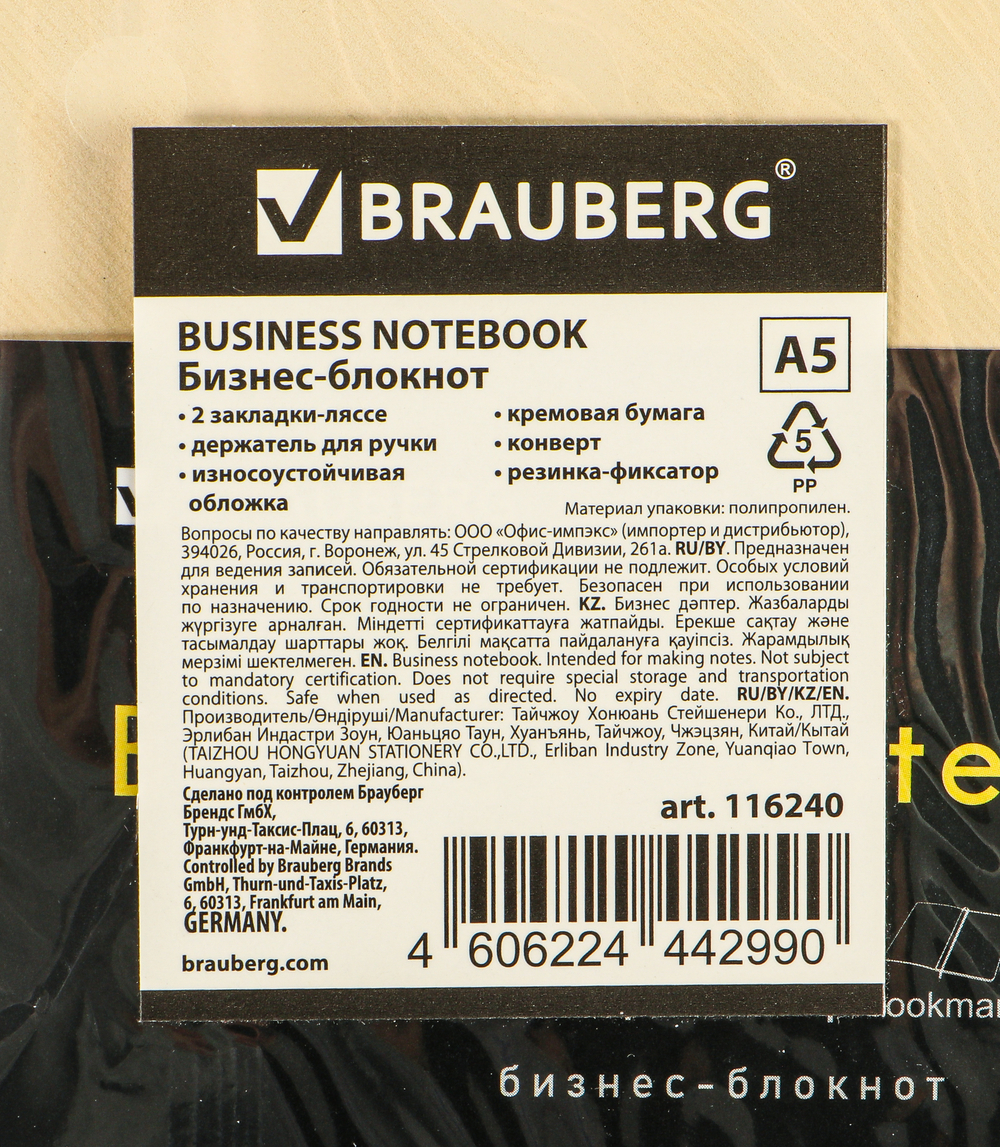 BRAUBERG®
BUSINESS NOTEBOOK
Бизнес-блокнот
A5
• 2 закладки-ляссе
• держатель для ручки
• износоустойчивая
обложка
• кремовая бумага
• конверт
• резинка-фиксатор
5
PP
Материал упаковки: полипропилен.
Вопросы по качеству направлять: ООО «Офис-импэкс» (импортер и дистрибьютор),
394026, Россия, г. Воронеж, ул. 45 Стрелковой Дивизии, 261а. RU/BY. Предназначен
для ведения записей. Обязательной сертификации не подлежит. Особых условий
хранения и транспортировки не требует. Безопасен при использовании
по назначению. Срок годности не ограничен. KZ. Бизнес дәптер. Жазбаларды
жүргізуге арналған. Міндетті сертификаттауға жатпайды. Ерекше сақтау және
тасымалдау шарттары жоқ. Белгілі мақсатта пайдалануға қауіпсіз. Жарамдылық
мерзімі шектелмеген. EN. Business notebook. Intended for making notes. Not subject
to mandatory certification. Does not require special storage and transportation
conditions. Safe when used as directed. No expiry date. RU/BY/KZ/EN.
Производитель/Өндіруші/Manufacturer: Тайчжоу Хонюань Стейшенери Ко., ЛТД.,
Эрлибан Индастри Зоун, Юаньцяо Таун, Хуанъянь, Тайчжоу, Чжэцзян, Китай/Кытай
(TAIZHOU HONGYUAN STATIONERY CO.,LTD., Erliban Industry Zone, Yuanqiao Town,
Huangyan, Taizhou, Zhejiang, China).
Сделано под контролем Брауберг
Брендс ГмбХ,
Турн-унд-Таксис-Плац, 6, 60313,
Франкфурт-на-Майне, Германия.
Controlled by Brauberg Brands
GmbH, Thurn-und-Taxis-Platz,
6, 60313, Frankfurt am Main,
GERMANY.
brauberg.com
art. 116240
4 606224 442990
te
ookmar
бизнес-блокнот